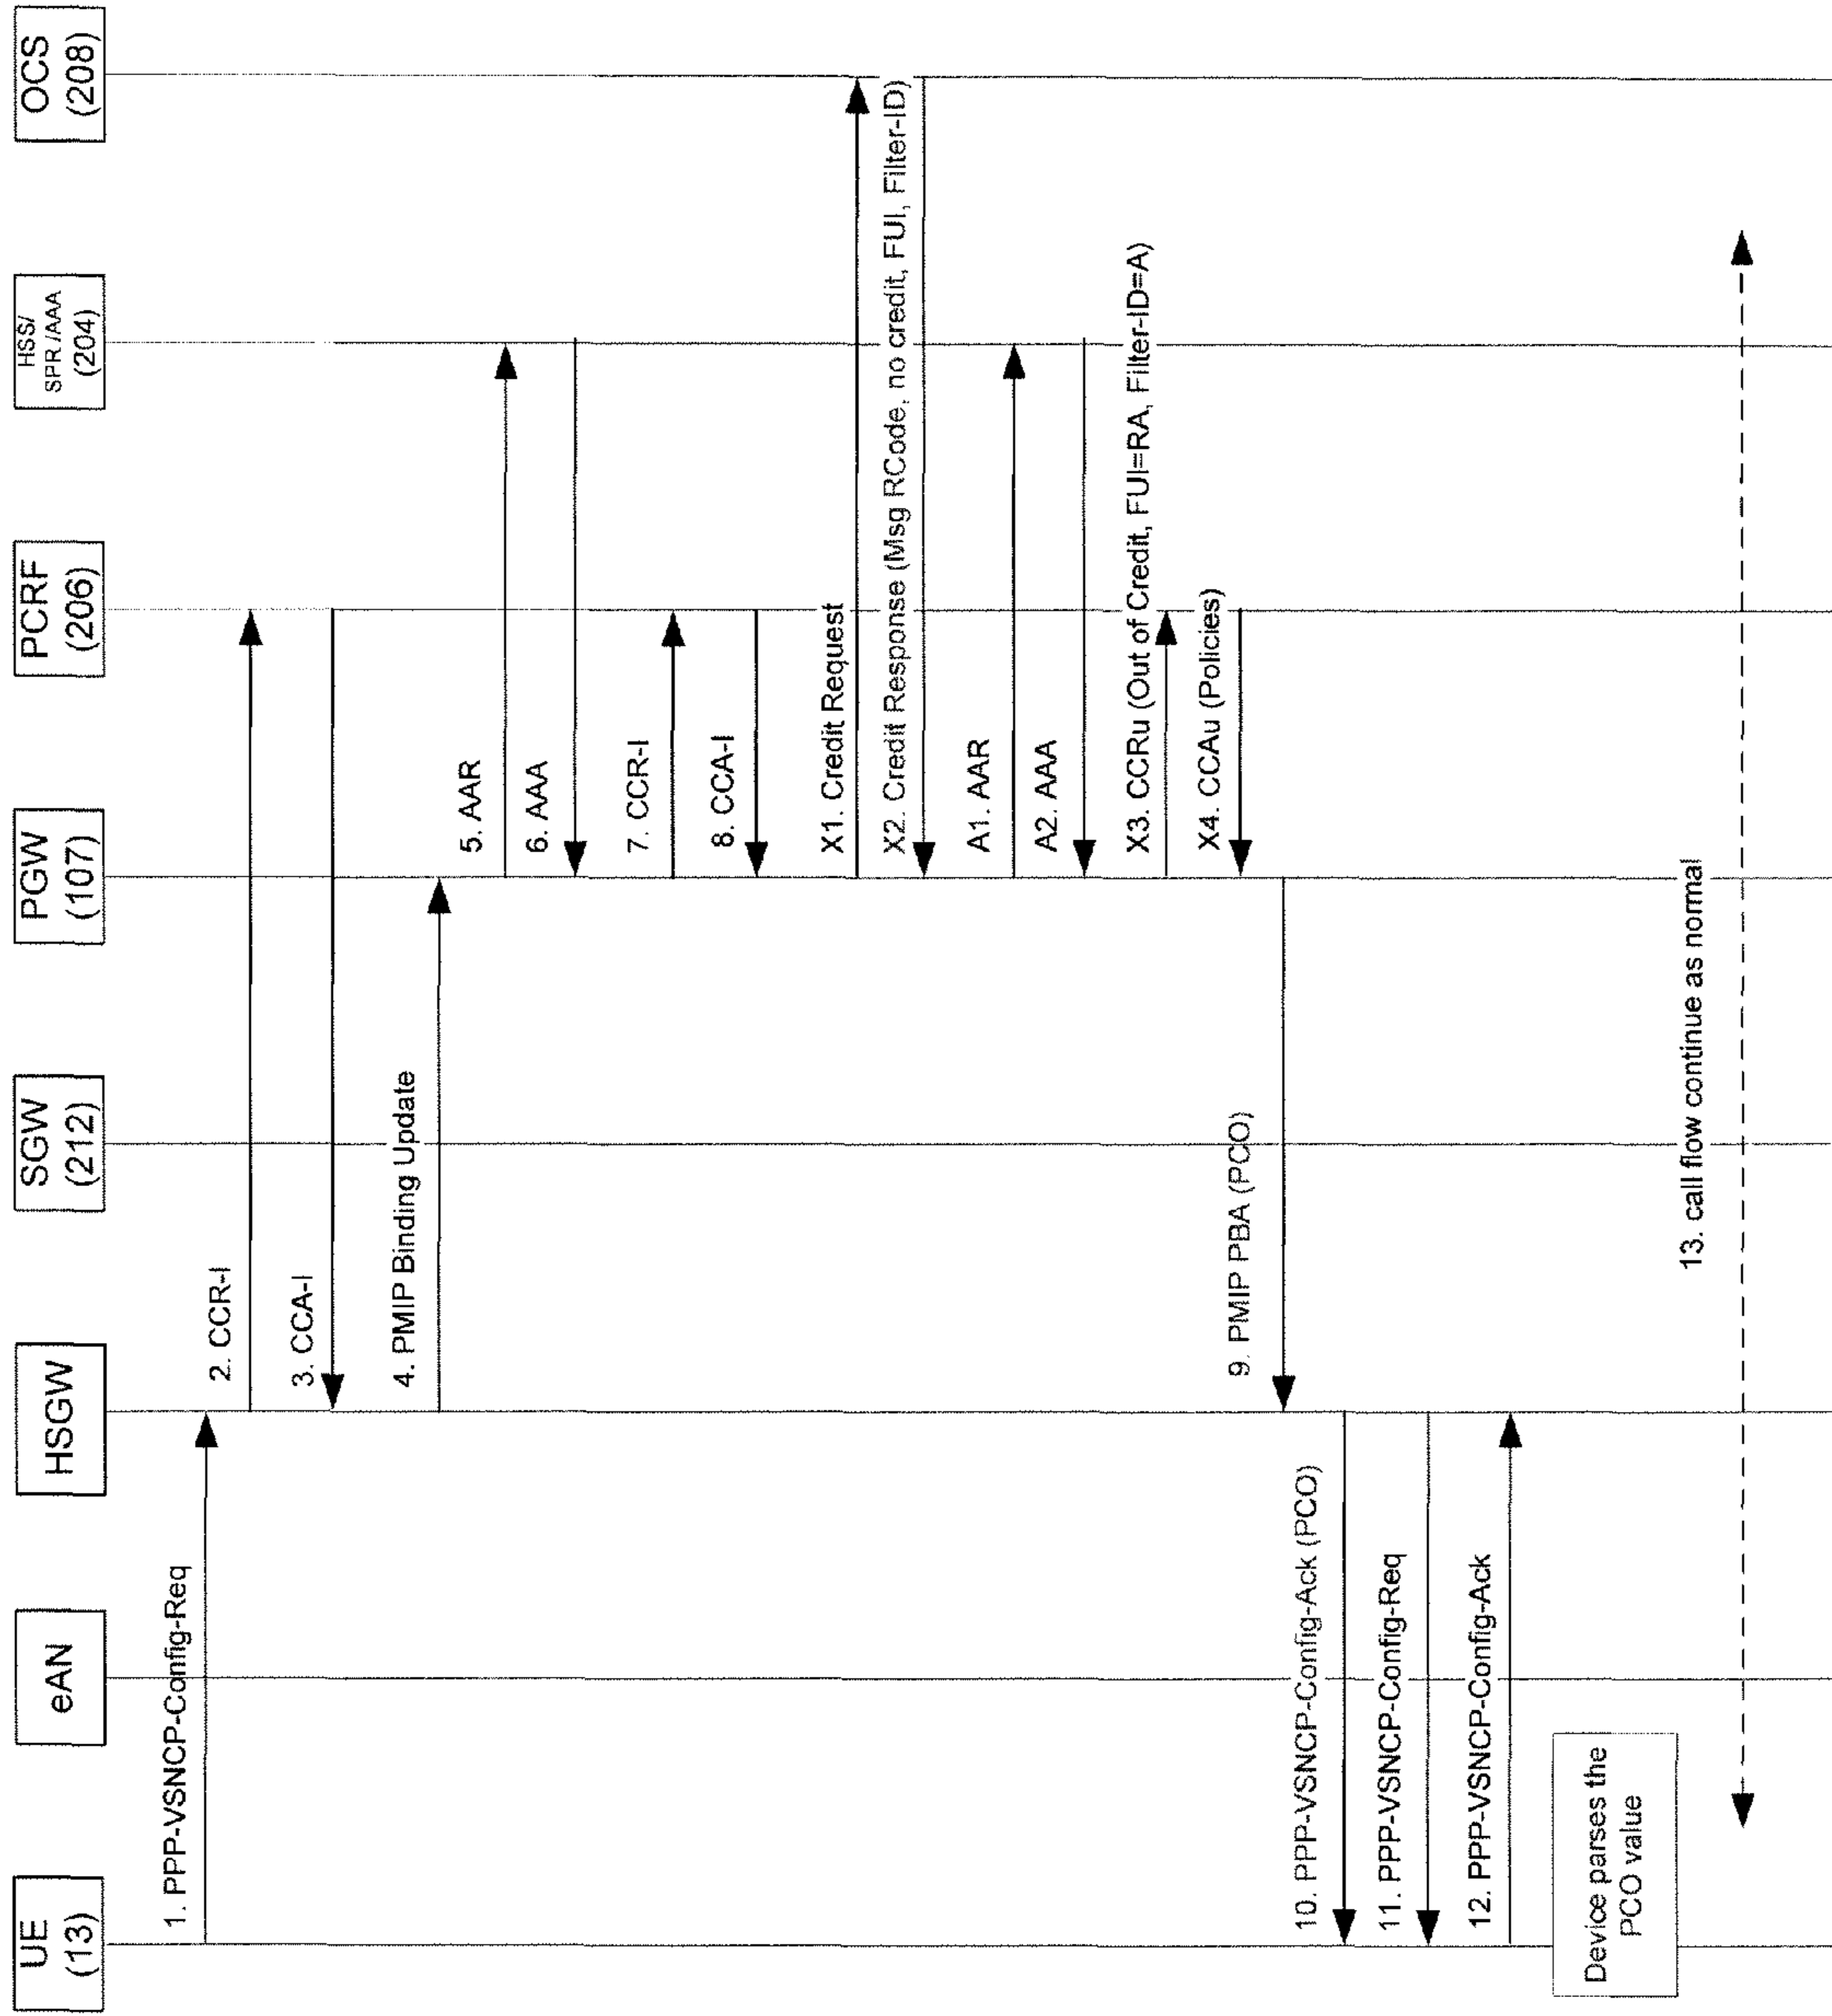 UE
(13)
eAN
HSGW
SGW
(212)
PGW
(107)
PCRF
(206)
HSS/
SPR /AAA
(204)
OCS
(208)
1. PPP-VSNCP-Config-Req
2. CCR-I
3. CCA-I
4. PMIP Binding Update
5. AAR
6. AAA
7. CCR-I
8. CCA-I
X1. Credit Request
X2. Credit Response (Msg RCode, no credit, FUI, Filter-ID)
A1. AAR
A2. AAA
X3. CCRu (Out of Credit, FUI=RA, Filter-ID=A)
X4. CCAu (Policies)
9. PMIP PBA (PCO)
10. PPP-VSNCP-Config-Ack (PCO)
11. PPP-VSNCP-Config-Req
12. PPP-VSNCP-Config-Ack
Device parses the
PCO value
13. call flow continue as normal